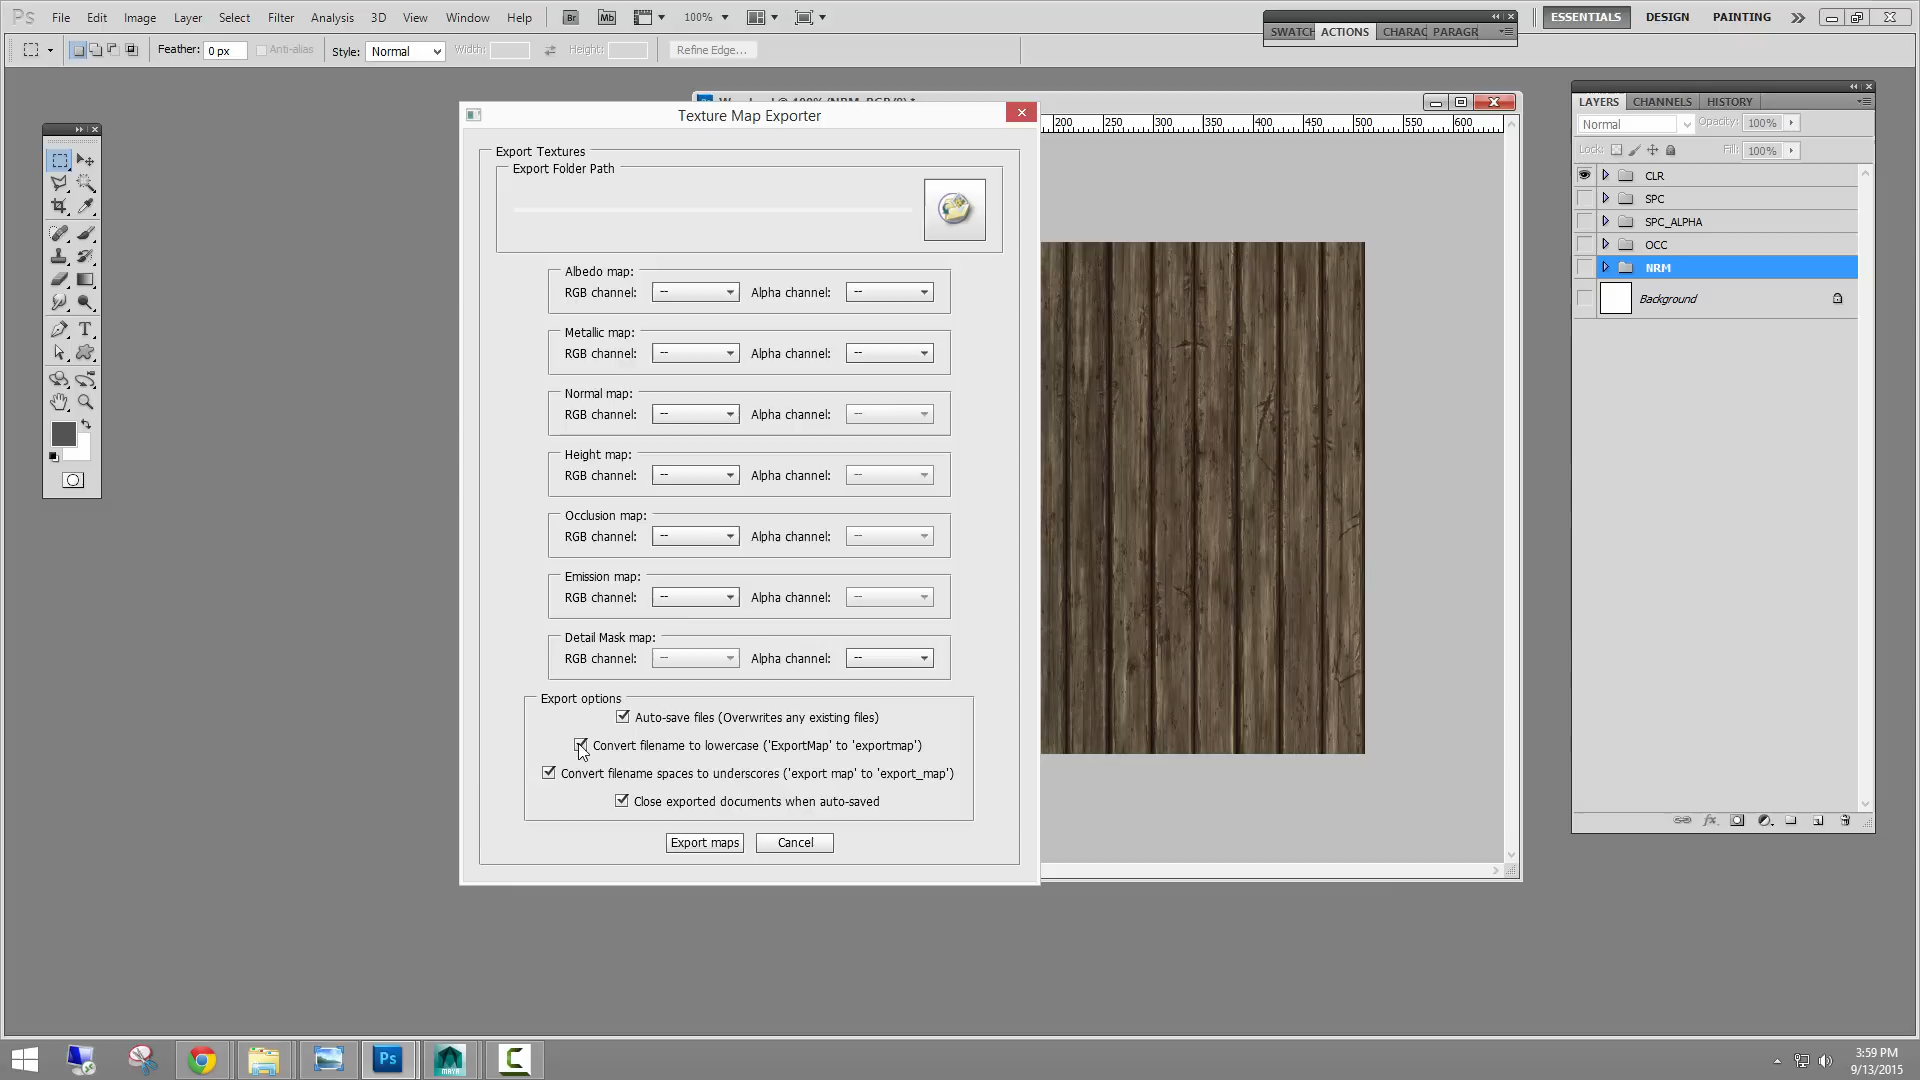 Ps File Edit Image Layer Select Filter Analysis 3D View Window Help Br Mb 100% ESSENTIALS DESIGN PAINTING
SWATCH ACTIONS CHARAC PARAGR
Feather: 0 px Anti-alias Style: Normal Width: Height: Refine Edge...
Texture Map Exporter
200 250 300 350 400 450 500 550 600
LAYERS CHANNELS HISTORY
Normal Opacity: 100%
Lock: Fill: 100%
CLR
SPC
SPC_ALPHA
OCC
NRM
Background
Export Textures
Export Folder Path
Albedo map:
RGB channel: -- Alpha channel: --
Metallic map:
RGB channel: -- Alpha channel: --
Normal map:
RGB channel: -- Alpha channel: --
Height map:
RGB channel: -- Alpha channel: --
Occlusion map:
RGB channel: -- Alpha channel: --
Emission map:
RGB channel: -- Alpha channel: --
Detail Mask map:
RGB channel: -- Alpha channel: --
Export options
Auto-save files (Overwrites any existing files)
Convert filename to lowercase ('ExportMap' to 'exportmap')
Convert filename spaces to underscores ('export map' to 'export_map')
Close exported documents when auto-saved
Export maps Cancel
fx
Ps MAYA C
3:59 PM
9/13/2015